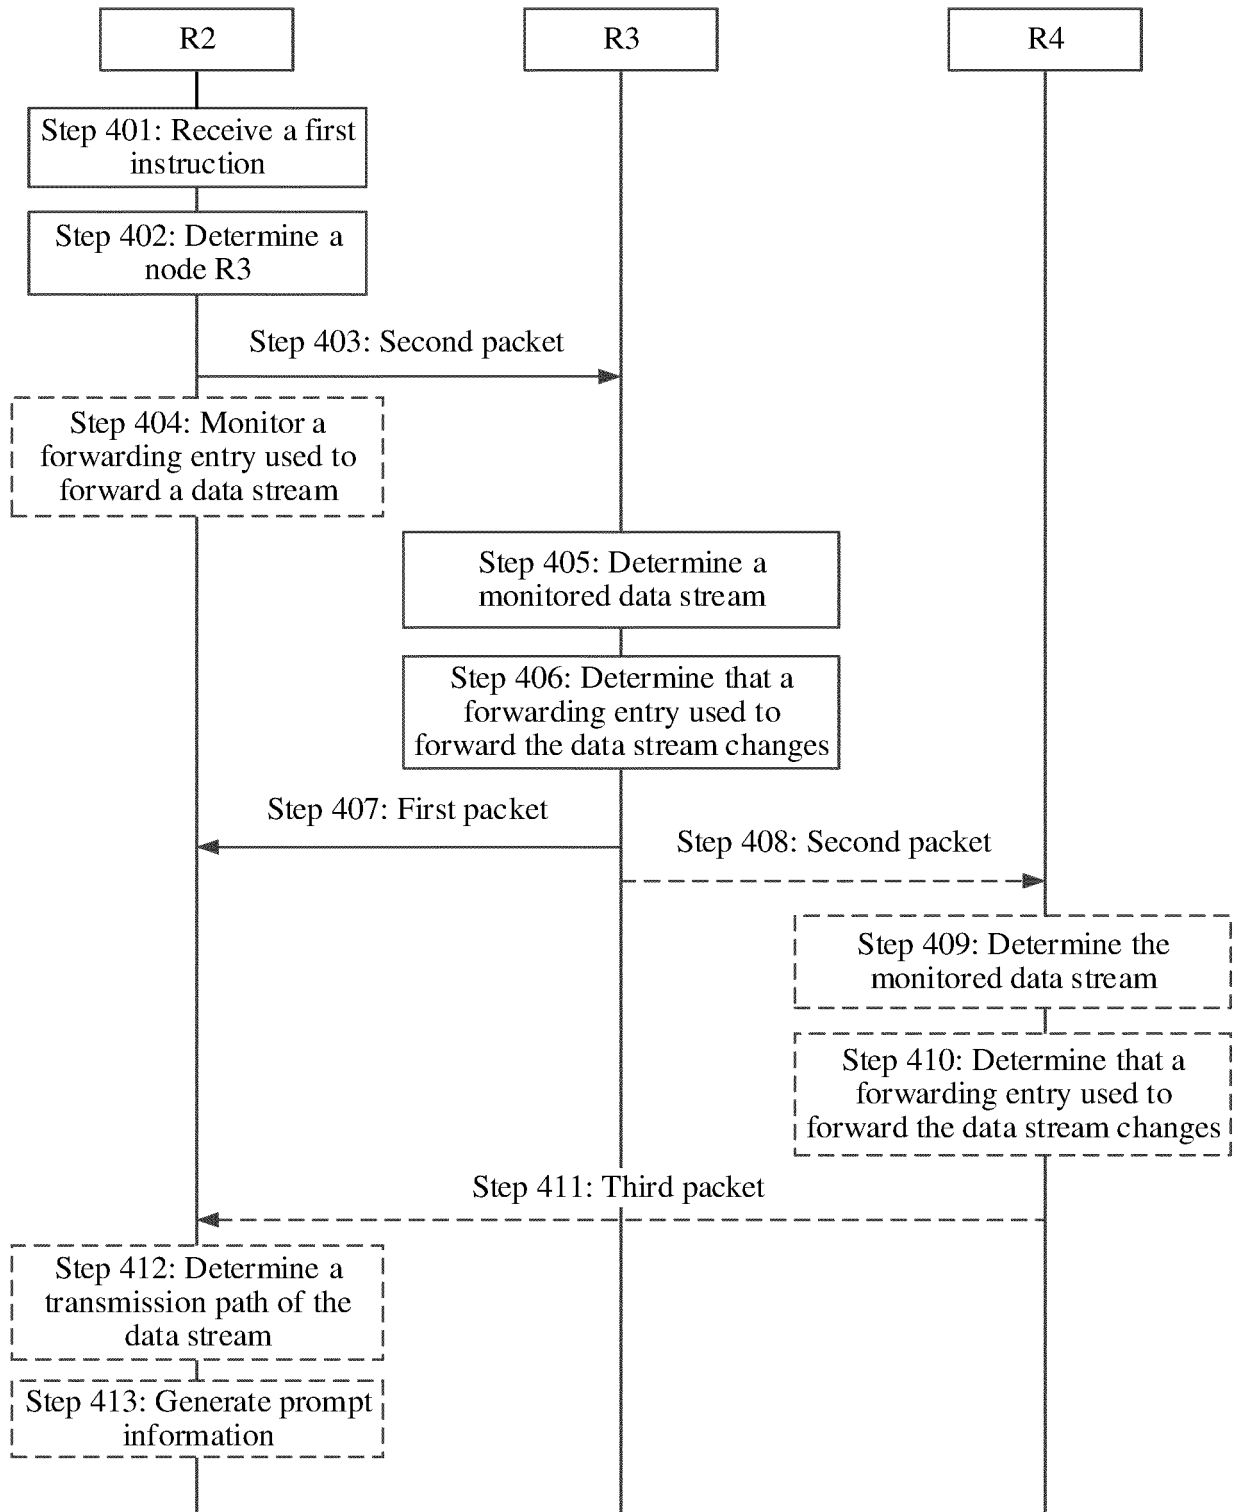 R2
R3
R4
Step 401: Receive a first
instruction
Step 402: Determine a
node R3
Step 403: Second packet
Step 404: Monitor a
forwarding entry used to
forward a data stream
Step 405: Determine a
monitored data stream
Step 406: Determine that a
forwarding entry used to
forward the data stream changes
Step 407: First packet
Step 408: Second packet
Step 409: Determine the
monitored data stream
Step 410: Determine that a
forwarding entry used to
forward the data stream changes
Step 411: Third packet
Step 412: Determine a
transmission path of the
data stream
Step 413: Generate prompt
information